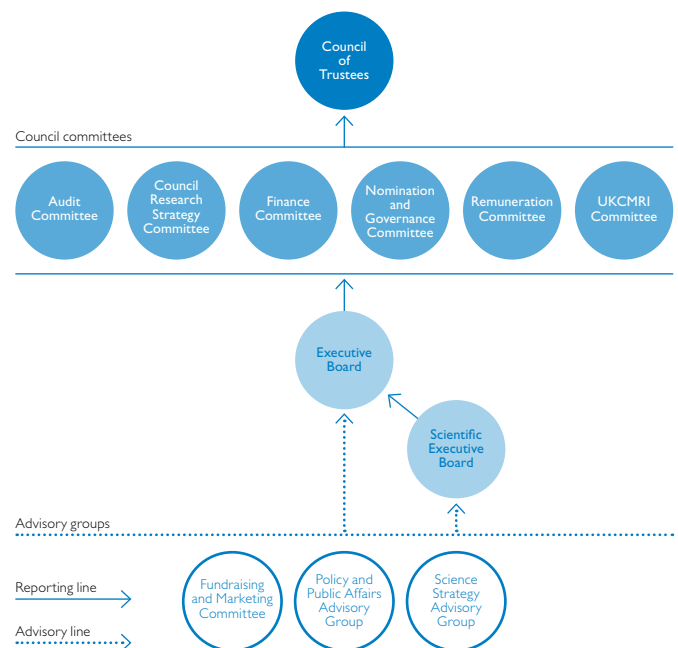 Council
of
Trustees
Council committees
Audit
Committee
Council
Research
Strategy
Committee
Finance
Committee
Nomination
and
Governance
Committee
Remuneration
Committee
UKCMRI
Committee
Executive
Board
Scientific
Executive
Board
Advisory groups
Reporting line
Advisory line
Fundraising
and Marketing
Committee
Policy and
Public Affairs
Advisory
Group
Science
Strategy
Advisory
Group